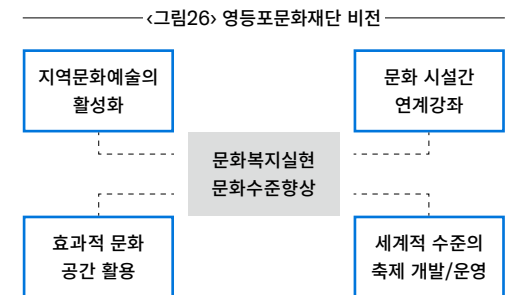 <그림26> 영등포문화재단 비전
지역문화예술의
활성화
문화 시설간
연계강좌
문화복지실현
문화수준향상
효과적 문화
공간 활용
세계적 수준의
축제 개발/운영